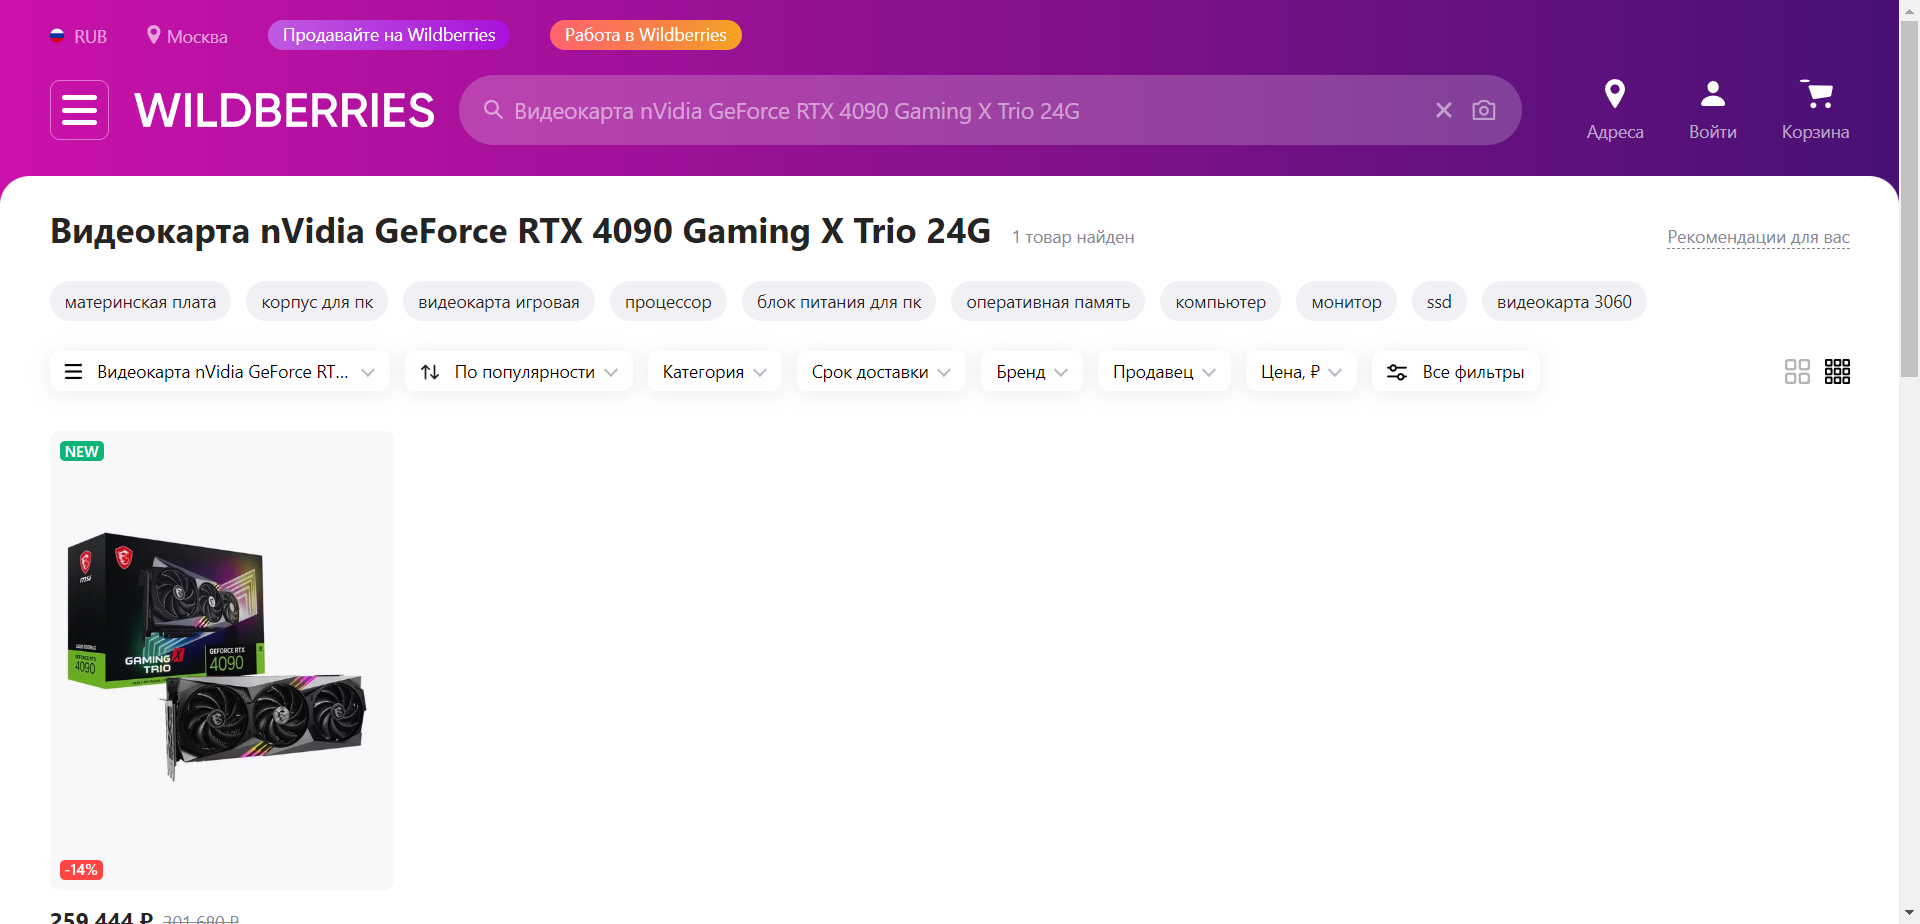 RUB
Москва
Продавайте на Wildberries
Работа в Wildberries
WILDBERRIES
Видеокарта nVidia GeForce RTX 4090 Gaming X Trio 24G
Адреса
Войти
Корзина
Видеокарта nVidia GeForce RTX 4090 Gaming X Trio 24G
1 товар найден
Рекомендации для вас
материнская плата
корпус для пк
видеокарта игровая
процессор
блок питания для пк
оперативная память
компьютер
монитор
ssd
видеокарта 3060
Видеокарта nVidia GeForce RT...
По популярности
Категория
Срок доставки
Бренд
Продавец
Цена, ₽
Все фильтры
NEW
msi
GAMING X
TRIO
GEFORCE RTX
4090
4090
-14%
259 444 ₽ 301 680 ₽